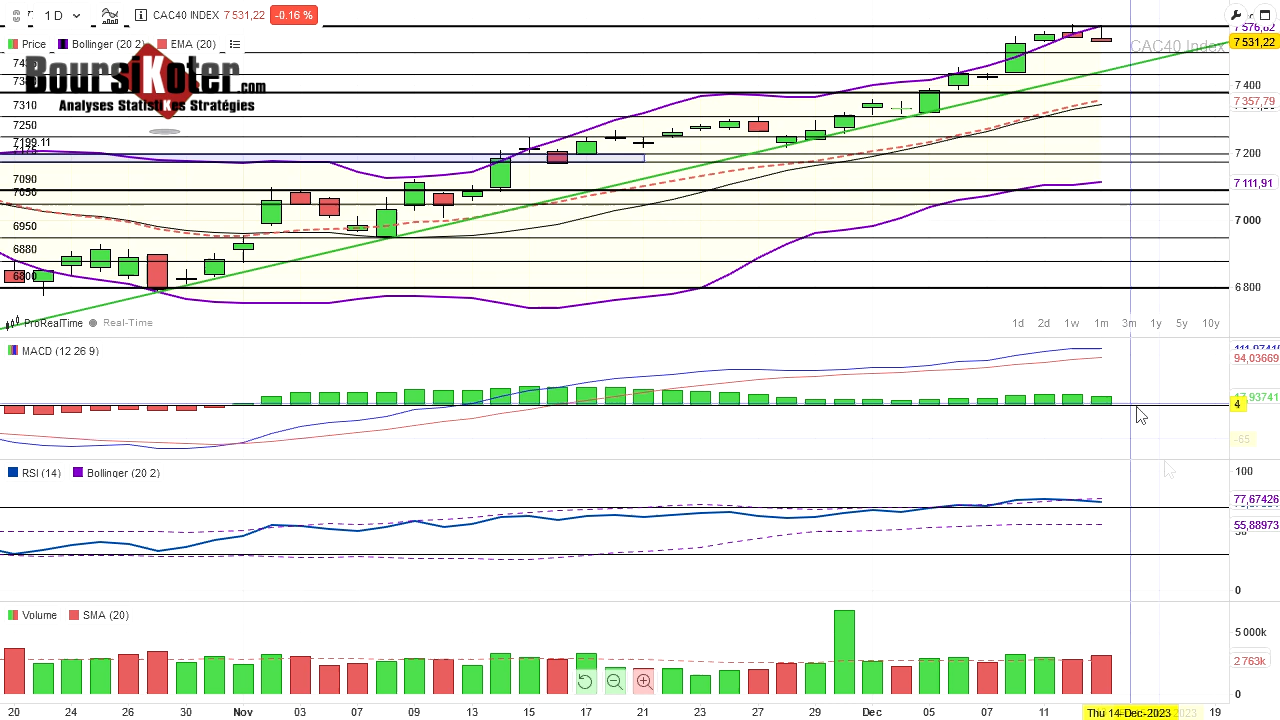 1 D
CAC40 INDEX 7 531,22 -0.16 %
Price Bollinger (20 2) EMA (20)
CAC40 Index
7 531,22
BoursiKoter.com
Analyses StatistiKes Stratégies
7 400
7 357,79
7310
7250
7 200
7199.11
7090
7 111,91
7 000
6950
6880
6800
6 800
ProRealTime Real-Time
1d 2d 1w 1m 3m 1y 5y 10y
MACD (12 26 9)
94,03669
4
-65
RSI (14) Bollinger (20 2)
100
77,67426
55,88973
0
Volume SMA (20)
5 000k
2763k
0
20 24 26 30 Nov 03 07 09 13 15 17 21 23 27 29 Dec 05 07 11 Thu 14-Dec-2023 19